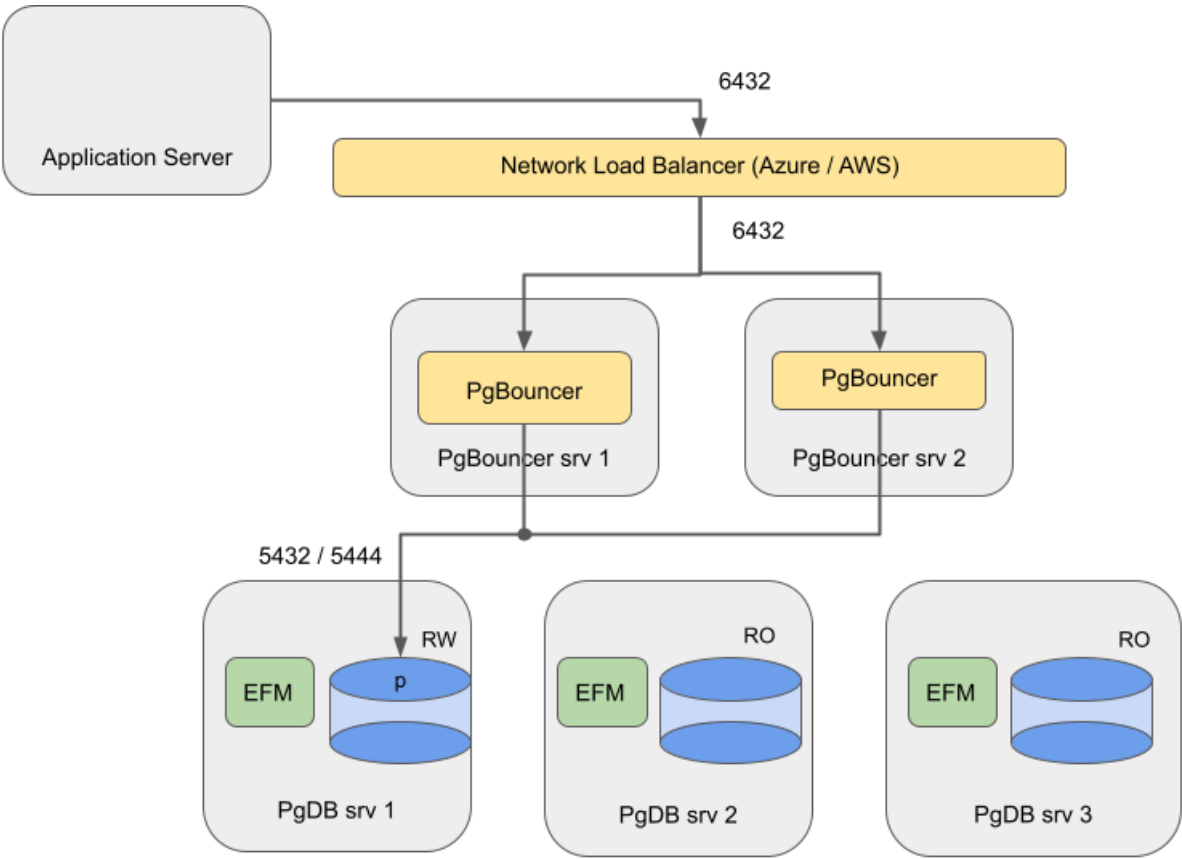 6432
Application Server
Network Load Balancer (Azure / AWS)
6432
PgBouncer
PgBouncer
PgBouncer srv 1
PgBouncer srv 2
5432 / 5444
RW
RO
RO
EFM
p
EFM
EFM
PgDB srv 1
PgDB srv 2
PgDB srv 3